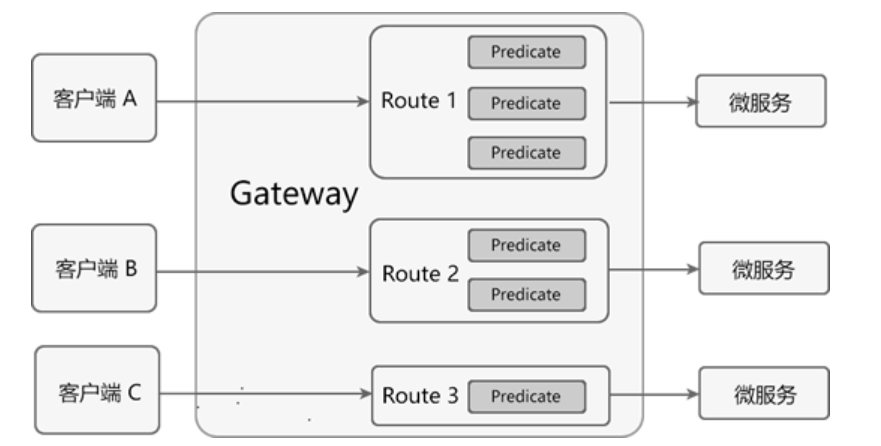 客户端 A
Route 1
Predicate
Predicate
Predicate
微服务
Gateway
客户端 B
Route 2
Predicate
Predicate
微服务
客户端 C
Route 3
Predicate
微服务